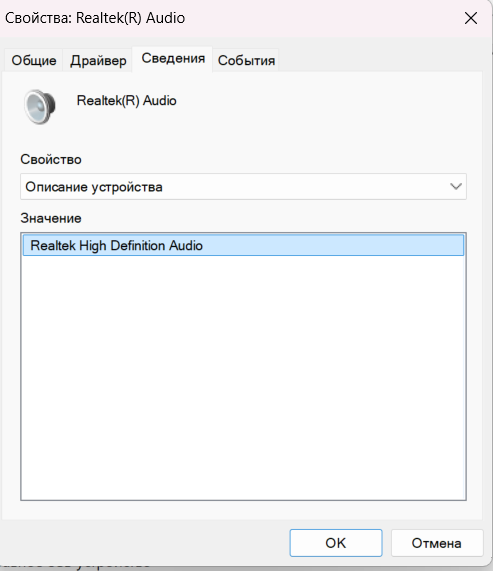 Свойства: Realtek(R) Audio
Общие Драйвер Сведения События
Realtek(R) Audio
Свойство
Описание устройства
Значение
Realtek High Definition Audio
OK Отмена